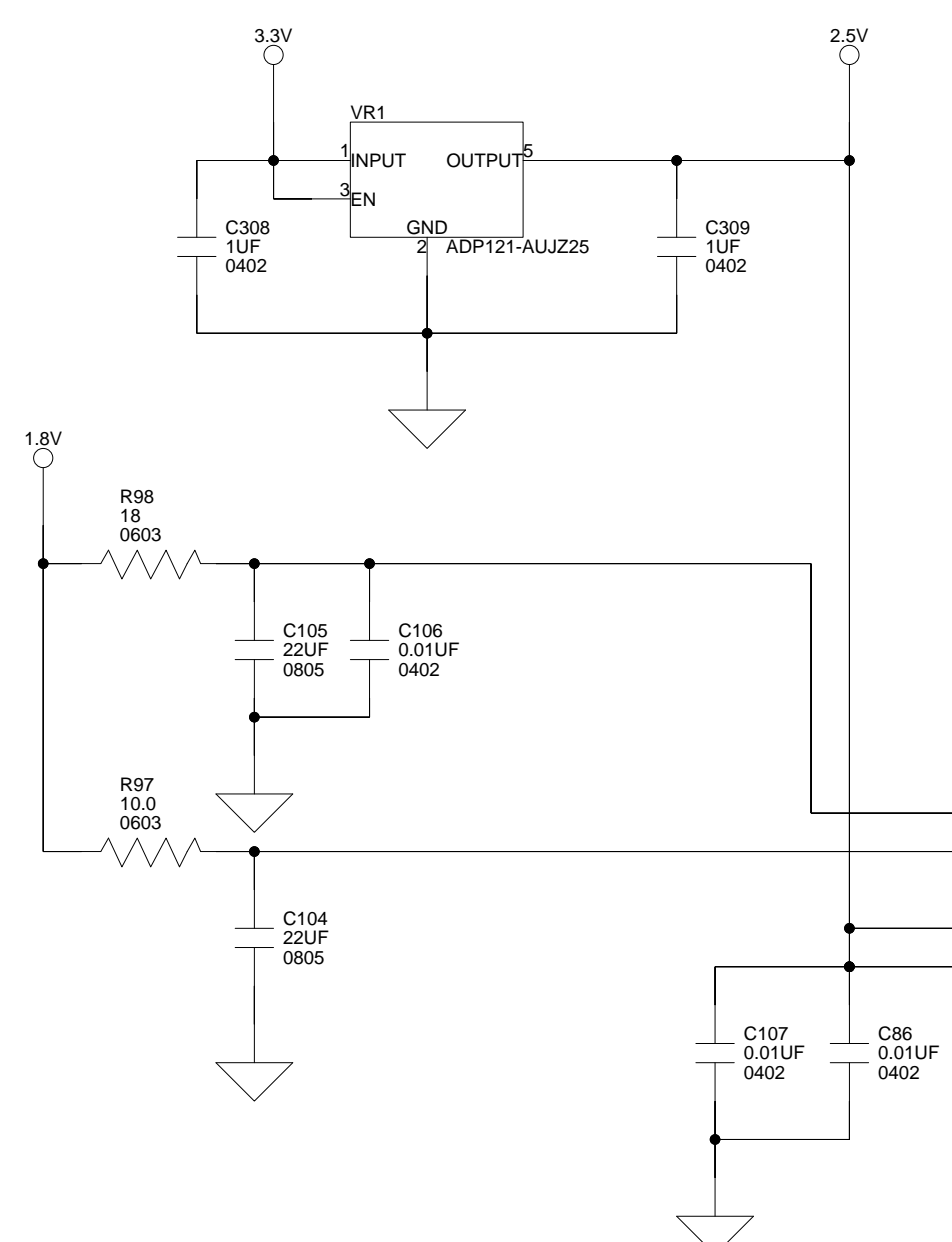 3.3V
2.5V
VR1
1
INPUT
OUTPUT
5
3
EN
GND
2
ADP121-AUJZ25
C308
1UF
0402
C309
1UF
0402
1.8V
R98
18
0603
C105
22UF
0805
C106
0.01UF
0402
R97
10.0
0603
C104
22UF
0805
C107
0.01UF
0402
C86
0.01UF
0402